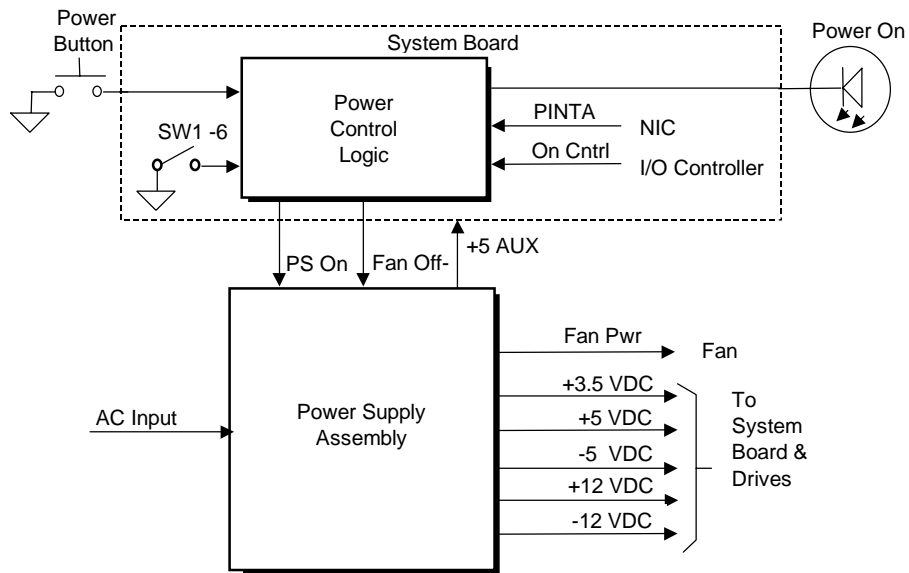 Power
Button
System Board
Power On
Power
Control
Logic
SW1 -6
PINTA
NIC
On Cntrl
I/O Controller
PS On
Fan Off-
+5 AUX
Fan Pwr
Fan
AC Input
Power Supply
Assembly
+3.5 VDC
+5 VDC
-5 VDC
+12 VDC
-12 VDC
To
System
Board &
Drives